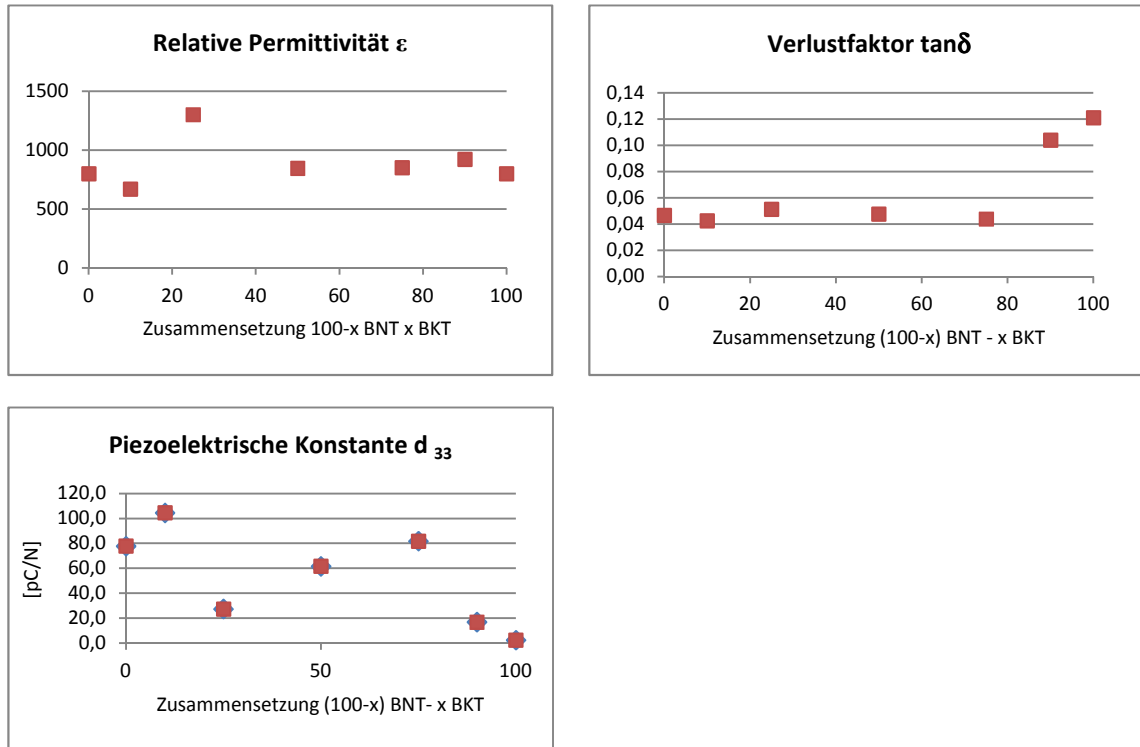 Relative Permittivität ε
1500
1000
500
0
0 20 40 60 80 100
Zusammensetzung 100-x BNT x BKT
Verlustfaktor tanδ
0,14
0,12
0,10
0,08
0,06
0,04
0,02
0,00
0 20 40 60 80 100
Zusammensetzung (100-x) BNT - x BKT
Piezoelektrische Konstante d 33
[pC/N]
120,0
100,0
80,0
60,0
40,0
20,0
0,0
0 50 100
Zusammensetzung (100-x) BNT- x BKT